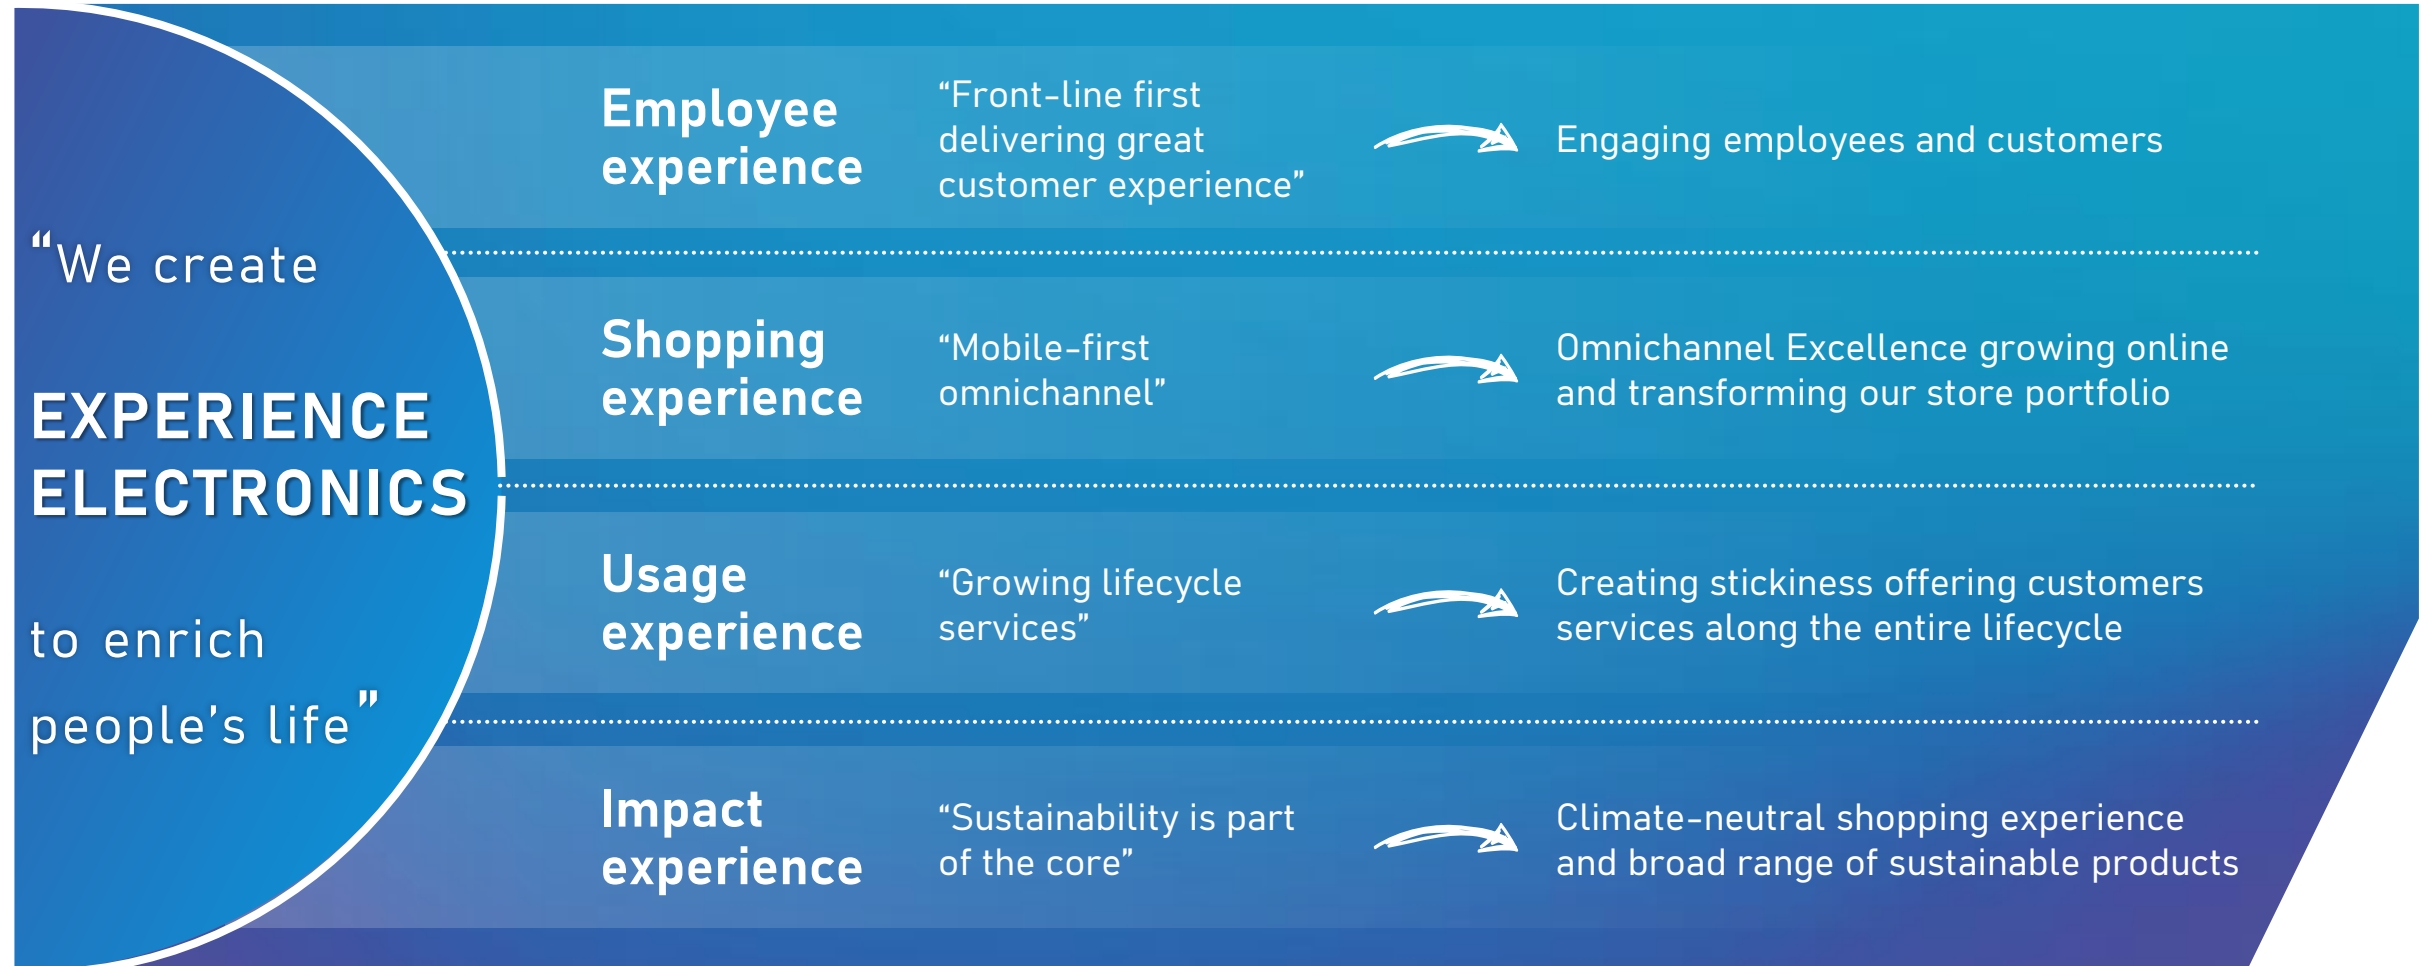 “We create
EXPERIENCE
ELECTRONICS
to enrich
people’s life”
Employee
experience
“Front-line first
delivering great
customer experience”
Engaging employees and customers
Shopping
experience
“Mobile-first
omnichannel”
Omnichannel Excellence growing online
and transforming our store portfolio
Usage
experience
“Growing lifecycle
services”
Creating stickiness offering customers
services along the entire lifecycle
Impact
experience
“Sustainability is part
of the core”
Climate-neutral shopping experience
and broad range of sustainable products